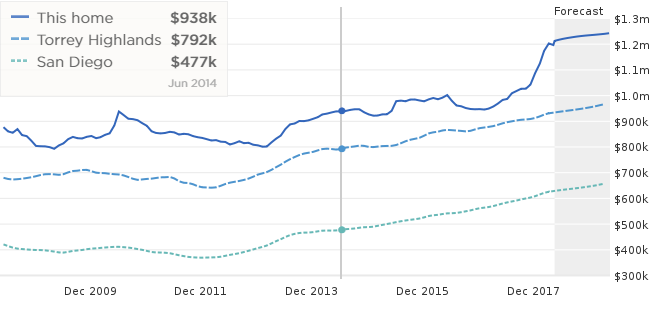 Forecast
This home $938k
Torrey Highlands $792k
San Diego $477k
Jun 2014
$1.3m
$1.2m
$1.1m
$1.0m
$900k
$800k
$700k
$600k
$500k
$400k
$300k
Dec 2009 Dec 2011 Dec 2013 Dec 2015 Dec 2017